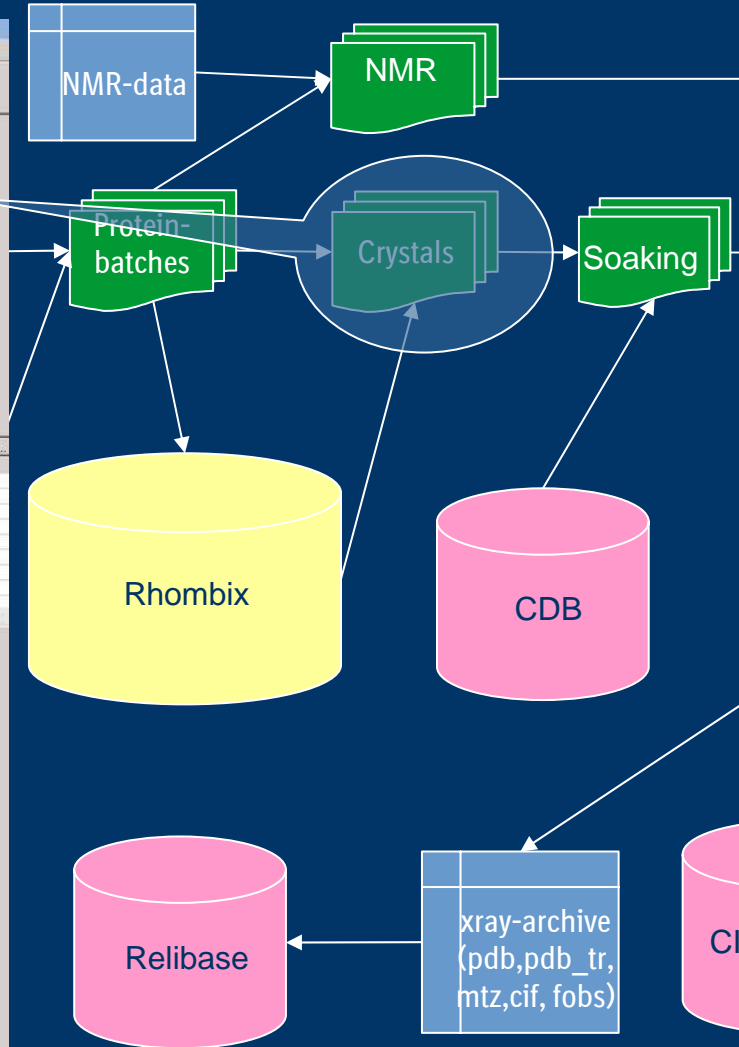 NMR-data
NMR
Protein-
batches
Crystals
Soaking
Rhombix
CDB
Relibase
xray-archive
(pdb,pdb_tr,
mtz,cif, fobs)